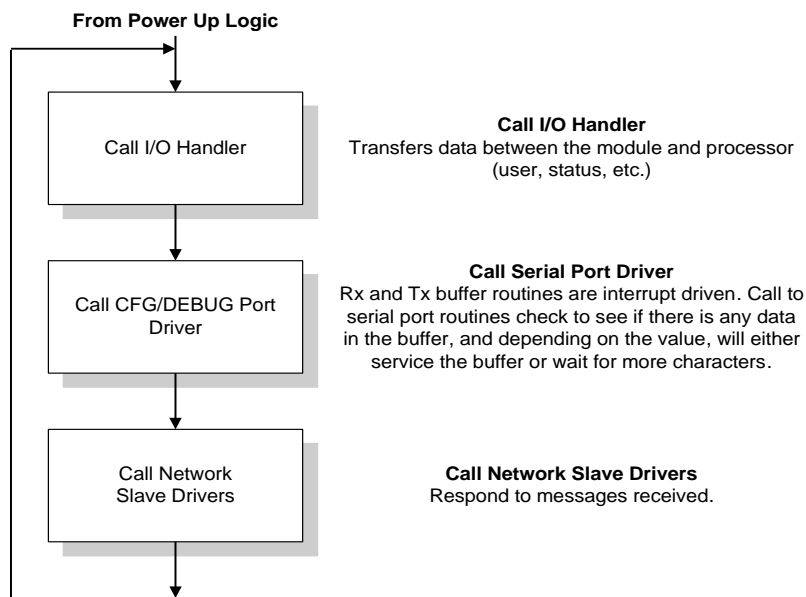 From Power Up Logic
Call I/O Handler
Call I/O Handler
Transfers data between the module and processor
(user, status, etc.)
Call CFG/DEBUG Port
Driver
Call Serial Port Driver
Rx and Tx buffer routines are interrupt driven. Call to
serial port routines check to see if there is any data
in the buffer, and depending on the value, will either
service the buffer or wait for more characters.
Call Network
Slave Drivers
Call Network Slave Drivers
Respond to messages received.